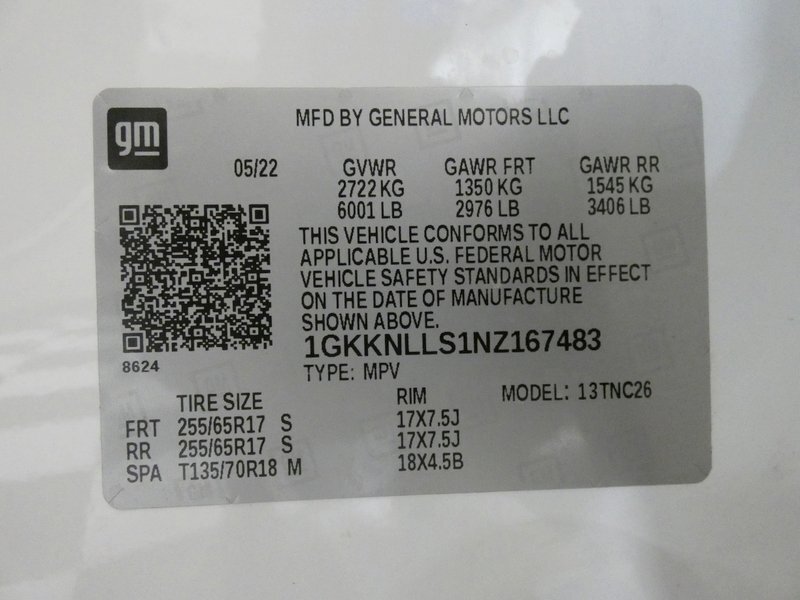 gm
MFD BY GENERAL MOTORS LLC
05/22 GVWR GAWR FRT GAWR RR
2722 KG 1350 KG 1545 KG
6001 LB 2976 LB 3406 LB
THIS VEHICLE CONFORMS TO ALL
APPLICABLE U.S. FEDERAL MOTOR
VEHICLE SAFETY STANDARDS IN EFFECT
ON THE DATE OF MANUFACTURE
SHOWN ABOVE.
1GKKNLLS1NZ167483
8624
TYPE: MPV
TIRE SIZE RIM MODEL: 13TNC26
FRT 255/65R17 S 17X7.5J
RR 255/65R17 S 17X7.5J
SPA T135/70R18 M 18X4.5B